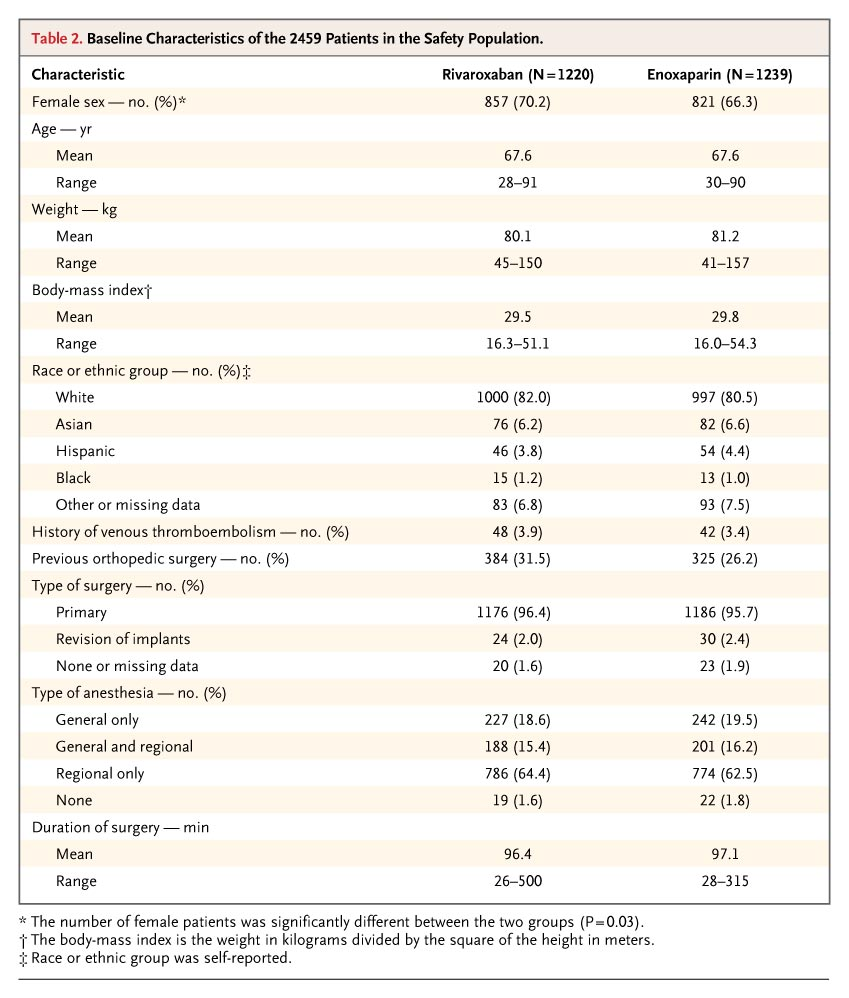 Table 2. Baseline Characteristics of the 2459 Patients in the Safety Population.
Characteristic Rivaroxaban (N=1220) Enoxaparin (N=1239)
Female sex — no. (%)* 857 (70.2) 821 (66.3)
Age — yr
Mean 67.6 67.6
Range 28–91 30–90
Weight — kg
Mean 80.1 81.2
Range 45–150 41–157
Body-mass index†
Mean 29.5 29.8
Range 16.3–51.1 16.0–54.3
Race or ethnic group — no. (%)‡
White 1000 (82.0) 997 (80.5)
Asian 76 (6.2) 82 (6.6)
Hispanic 46 (3.8) 54 (4.4)
Black 15 (1.2) 13 (1.0)
Other or missing data 83 (6.8) 93 (7.5)
History of venous thromboembolism — no. (%) 48 (3.9) 42 (3.4)
Previous orthopedic surgery — no. (%) 384 (31.5) 325 (26.2)
Type of surgery — no. (%)
Primary 1176 (96.4) 1186 (95.7)
Revision of implants 24 (2.0) 30 (2.4)
None or missing data 20 (1.6) 23 (1.9)
Type of anesthesia — no. (%)
General only 227 (18.6) 242 (19.5)
General and regional 188 (15.4) 201 (16.2)
Regional only 786 (64.4) 774 (62.5)
None 19 (1.6) 22 (1.8)
Duration of surgery — min
Mean 96.4 97.1
Range 26–500 28–315
* The number of female patients was significantly different between the two groups (P=0.03).
† The body-mass index is the weight in kilograms divided by the square of the height in meters.
‡ Race or ethnic group was self-reported.